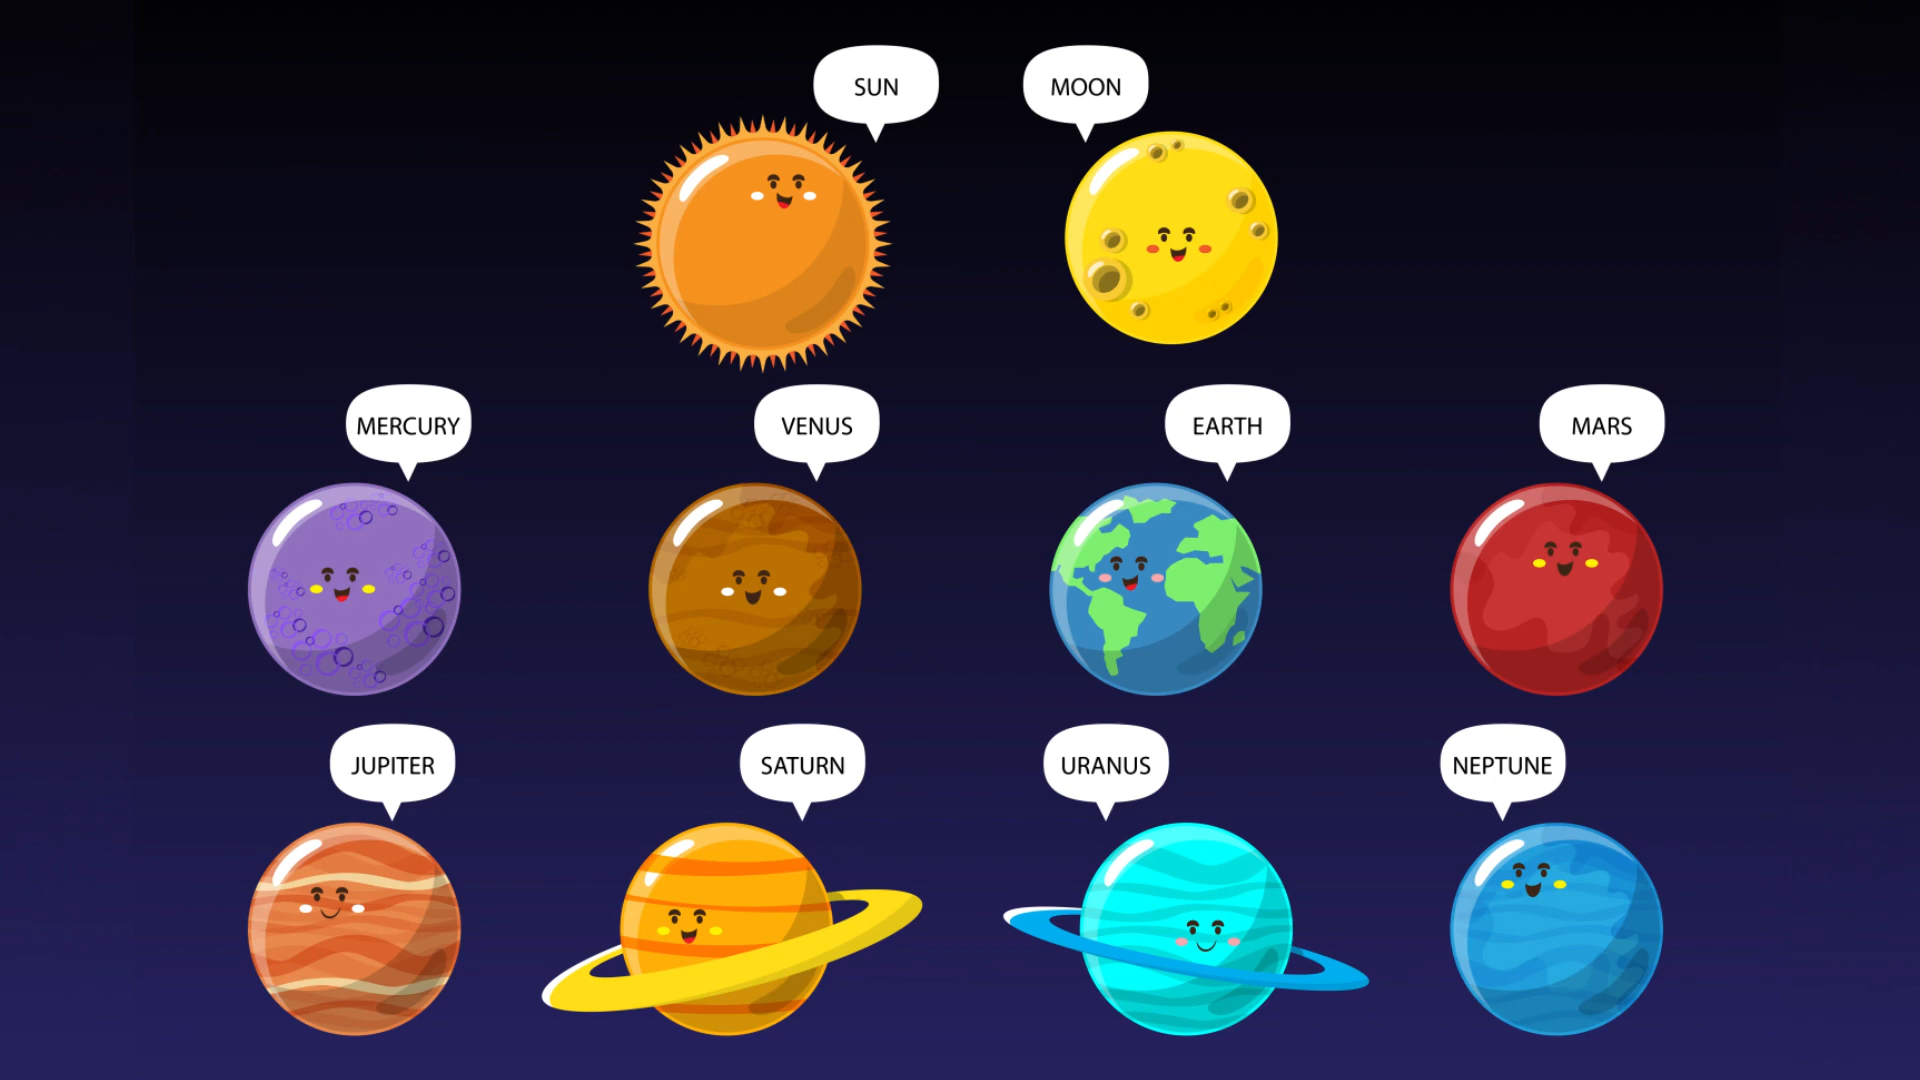 SUN
MOON
MERCURY
VENUS
EARTH
MARS
JUPITER
SATURN
URANUS
NEPTUNE